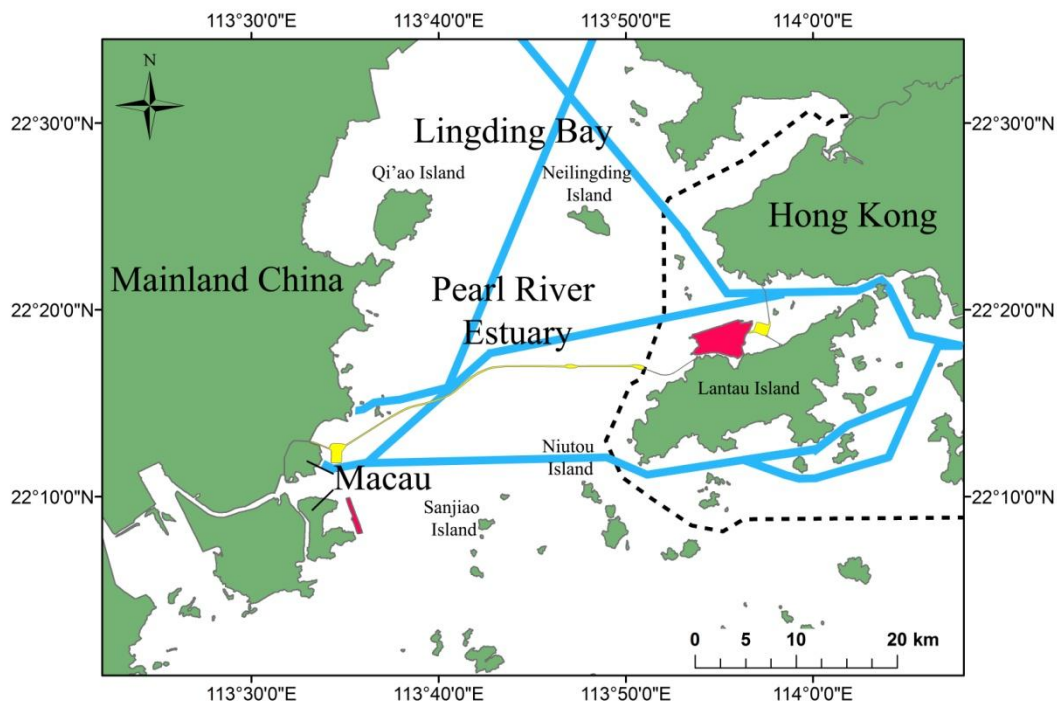 113°30'0"E
113°40'0"E
113°50'0"E
114°0'0"E
N
22°30'0"N
22°30'0"N
Lingding Bay
Qi'ao Island
Neilingding
Island
Hong Kong
Mainland China
Pearl River
Estuary
22°20'0"N
22°20'0"N
Lantau Island
Niutou
Island
Macau
22°10'0"N
22°10'0"N
Sanjiao
Island
0 5 10 20 km
113°30'0"E
113°40'0"E
113°50'0"E
114°0'0"E